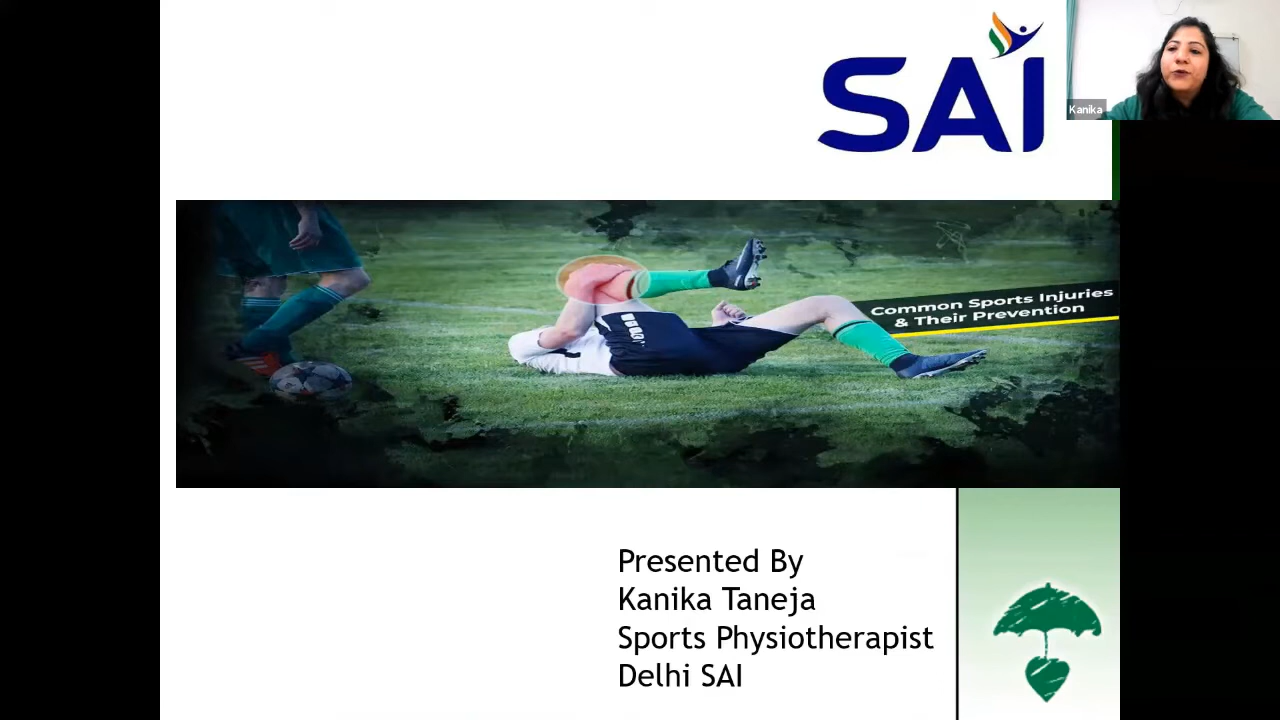 SAI
Kanika
Common Sports Injuries
& Their Prevention
Presented By
Kanika Taneja
Sports Physiotherapist
Delhi SAI